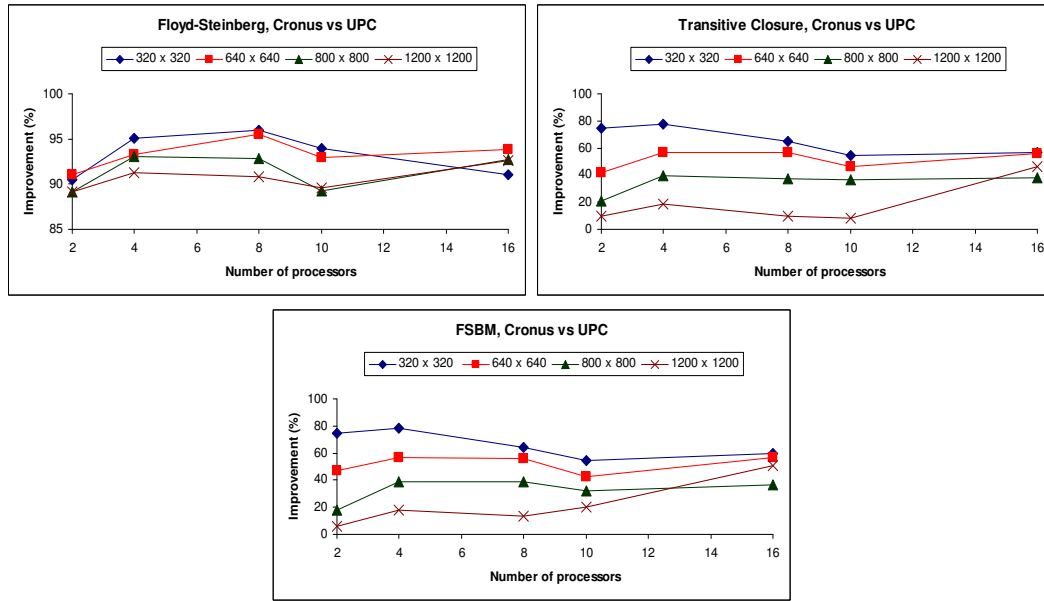 Floyd-Steinberg, Cronus vs UPC
320 x 320 640 x 640 800 x 800 1200 x 1200
100
95
90
85
Improvement (%)
2 4 6 8 10 12 14 16
Number of processors
Transitive Closure, Cronus vs UPC
320 x 320 640 x 640 800 x 800 1200 x 1200
100
80
60
40
20
0
Improvement (%)
2 4 6 8 10 12 14 16
Number of processors
FSBM, Cronus vs UPC
320 x 320 640 x 640 800 x 800 1200 x 1200
100
80
60
40
20
0
Improvement (%)
2 4 6 8 10 12 14 16
Number of processors